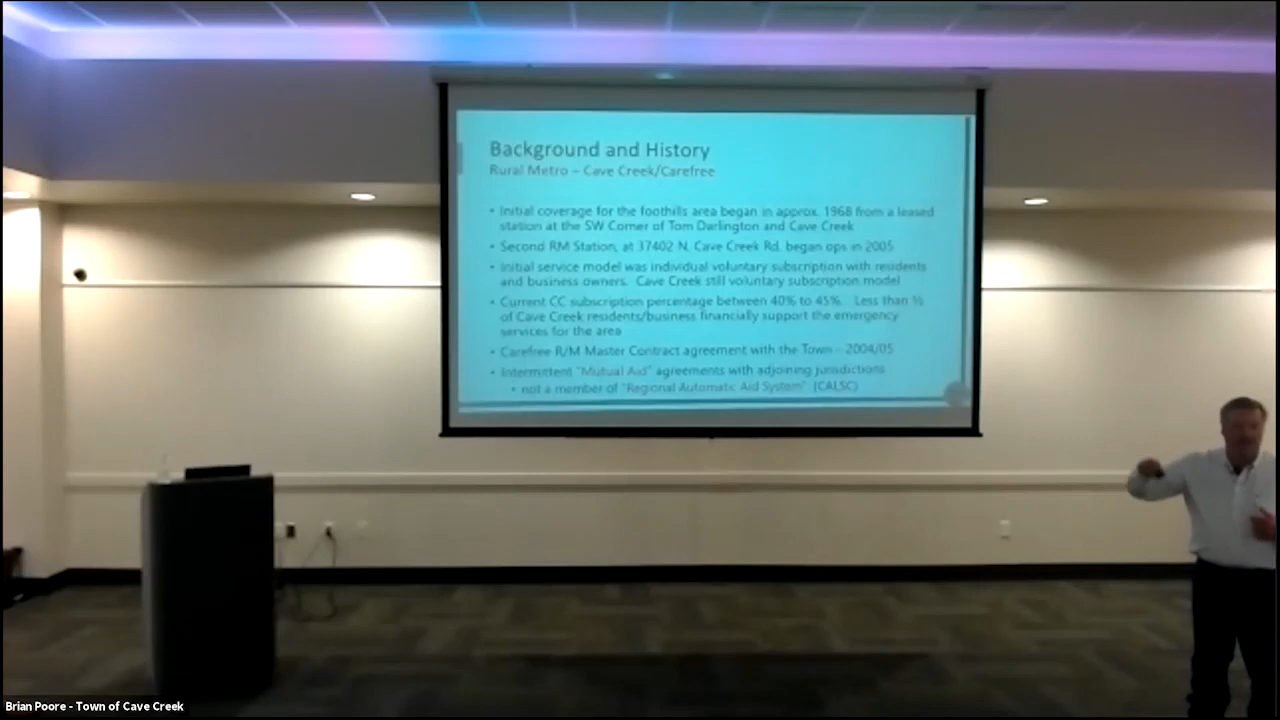 Background and History
Rural Metro – Cave Creek/Carefree
• Initial coverage for the foothills area began in approx. 1968 from a leased
station at the SW Corner of Tom Darlington and Cave Creek
• Second RM Station, at 37402 N. Cave Creek Rd. began ops in 2005
• Initial service model was individual voluntary subscription with residents
and business owners. Cave Creek still voluntary subscription model
• Current CC subscription percentage between 40% to 45%. Less than ½
of Cave Creek residents/business financially support the emergency
services for the area
• Carefree R/M Master Contract agreement with the Town – 2004/05
• Intermittent "Mutual Aid" agreements with adjoining jurisdictions
• not a member of "Regional Automatic Aid System" (CALSC)
Brian Poore - Town of Cave Creek